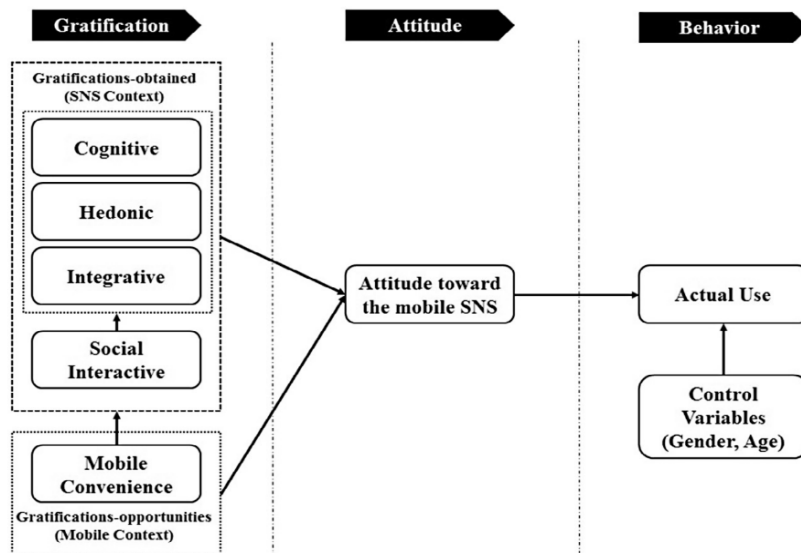 Gratification
Attitude
Behavior
Gratifications-obtained
(SNS Context)
Cognitive
Hedonic
Integrative
Social
Interactive
Mobile
Convenience
Gratifications-opportunities
(Mobile Context)
Attitude toward
the mobile SNS
Actual Use
Control
Variables
(Gender, Age)